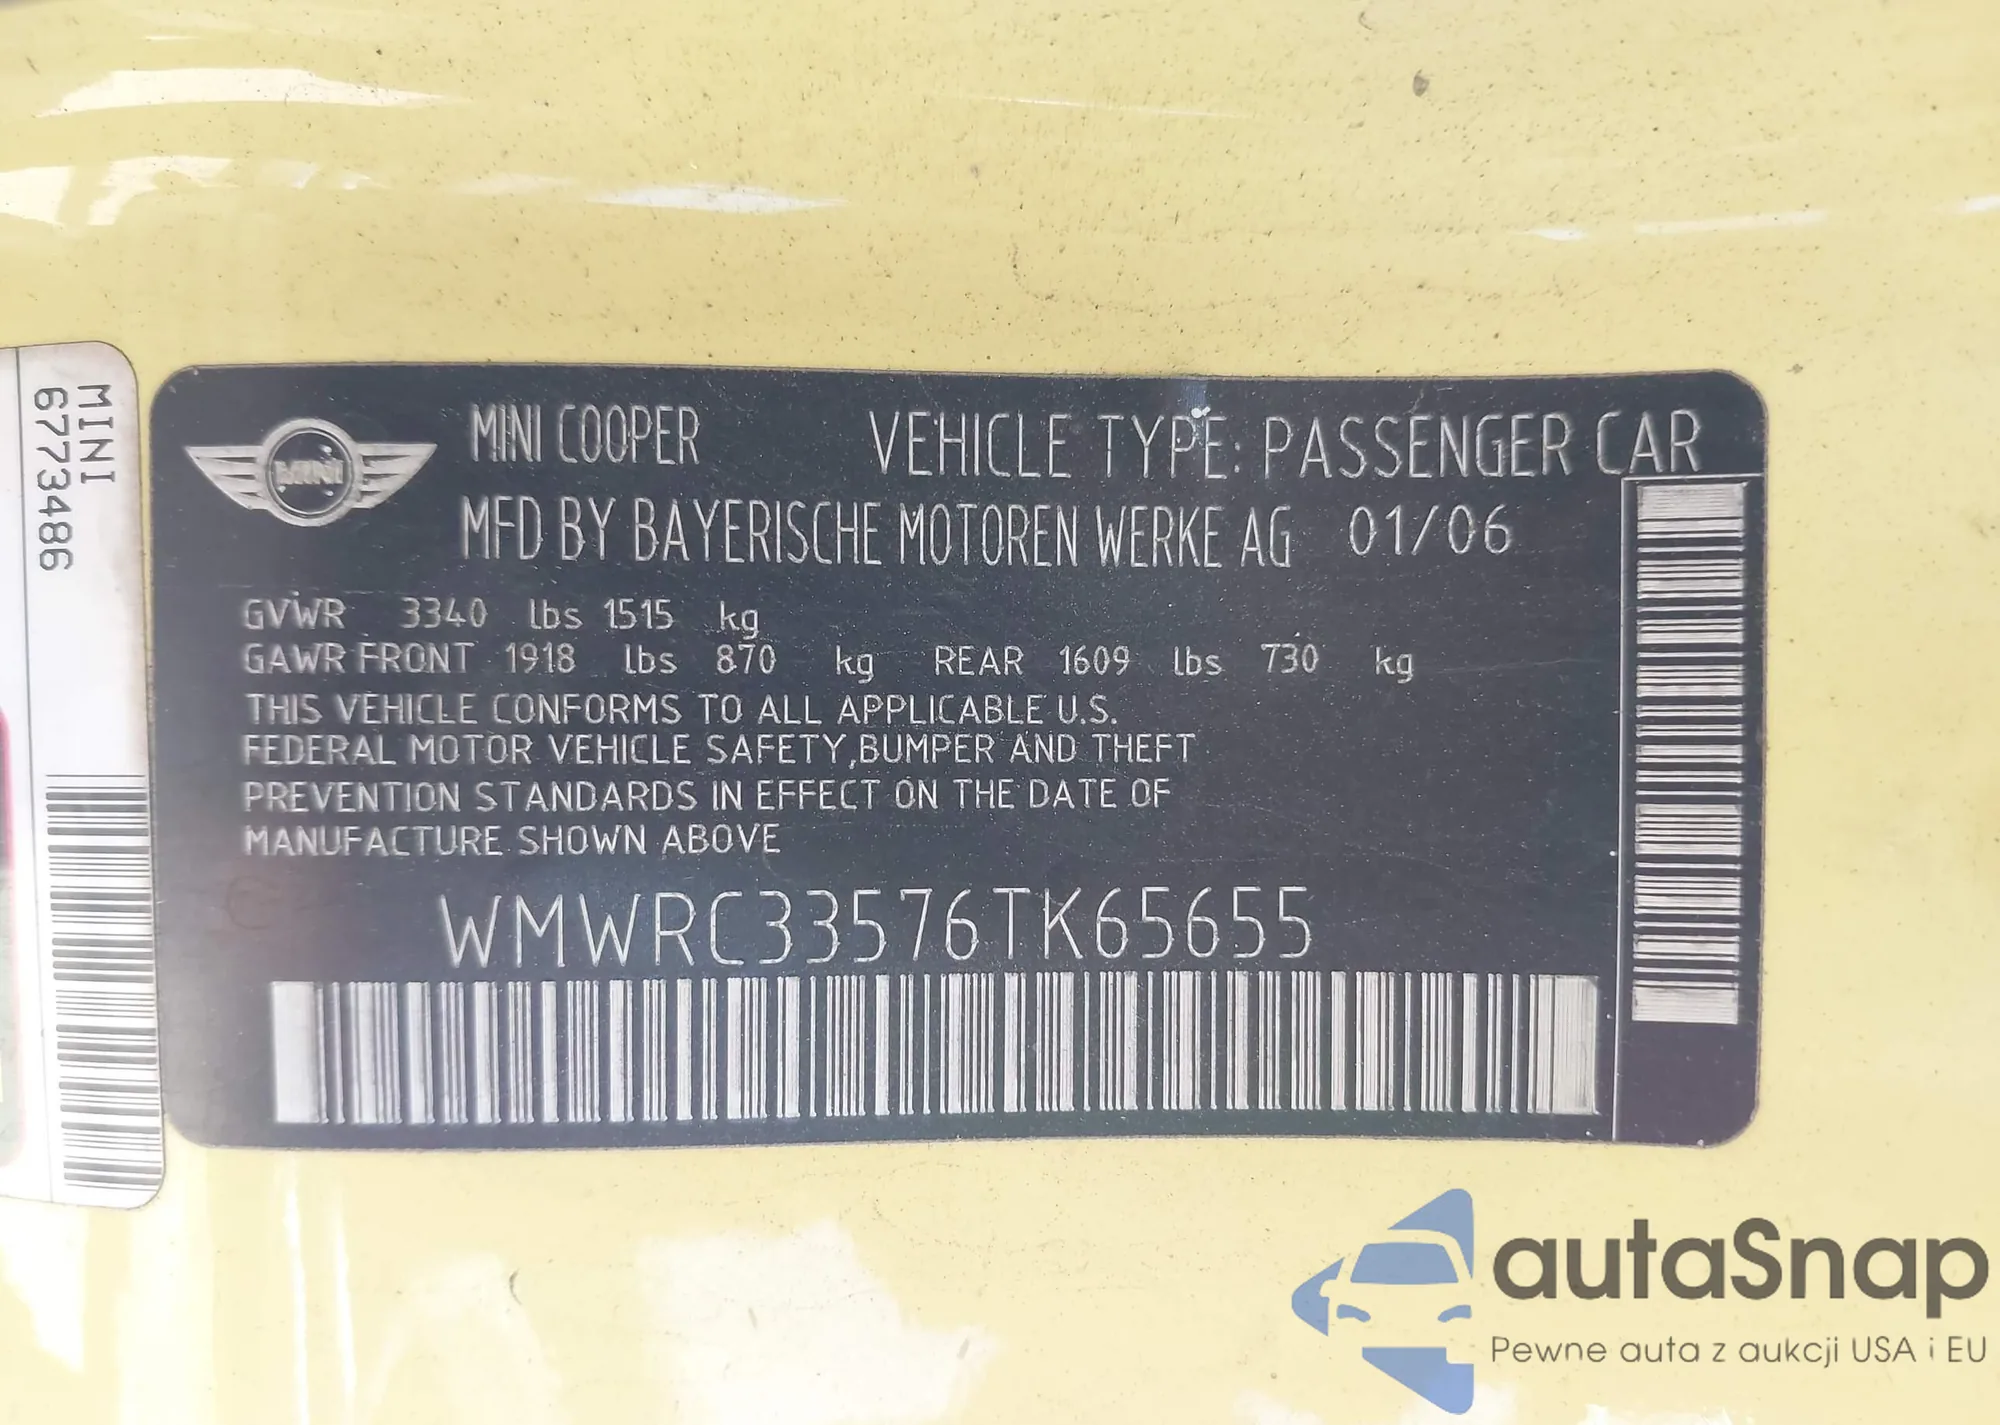 MINI
6773486
MINI
MINI COOPER
VEHICLE TYPE: PASSENGER CAR
MFD BY BAYERISCHE MOTOREN WERKE AG 01/06
GVWR 3340 lbs 1515 kg
GAWR FRONT 1918 lbs 870 kg REAR 1609 lbs 730 kg
THIS VEHICLE CONFORMS TO ALL APPLICABLE U.S.
FEDERAL MOTOR VEHICLE SAFETY,BUMPER AND THEFT
PREVENTION STANDARDS IN EFFECT ON THE DATE OF
MANUFACTURE SHOWN ABOVE
WMWRC33576TK65655
autaSnap
Pewne auta z aukcji USA i EU